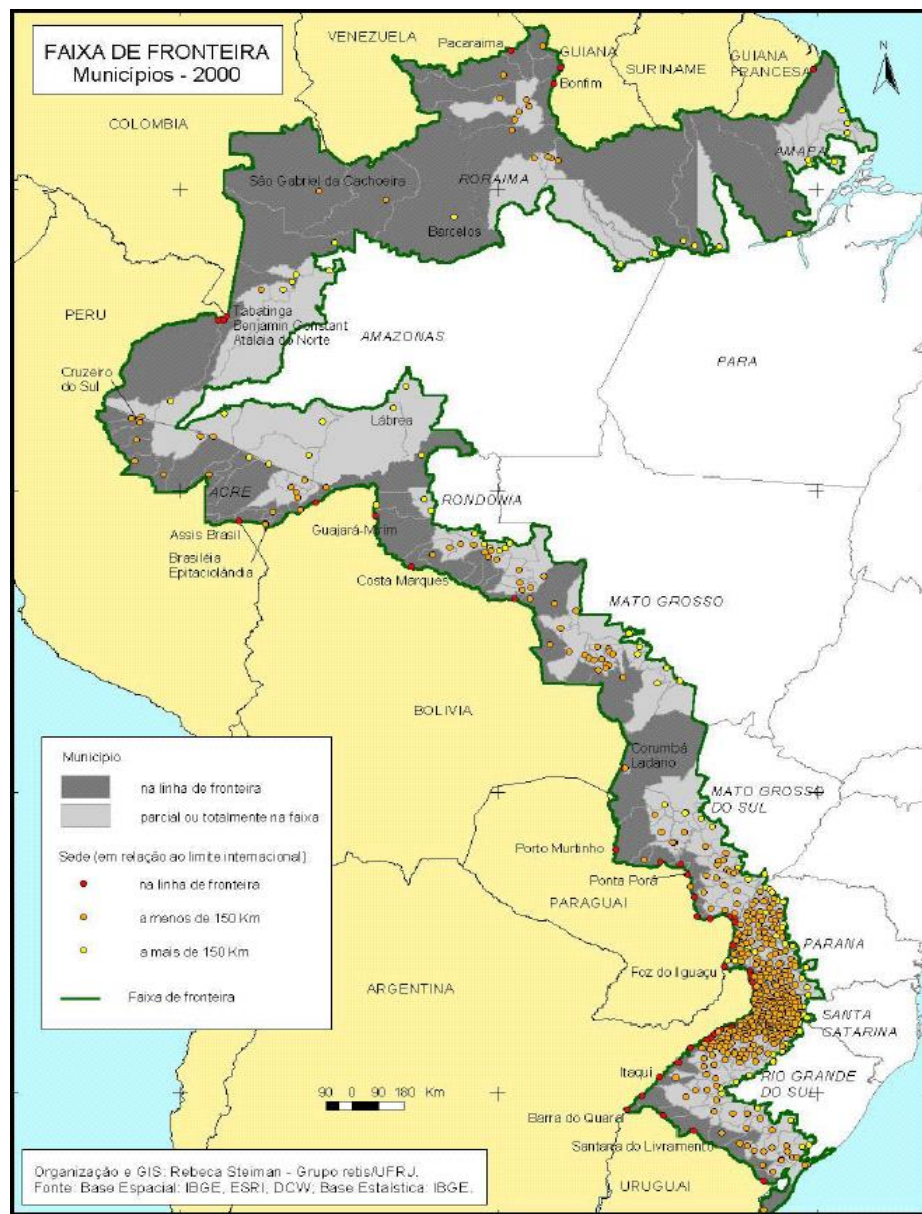 FAIXA DE FRONTEIRA
Municípios - 2000
VENEZUELA
Pacaraima
GUIANA
SURINAME
GUIANA
FRANCESA
N
Bonfim
COLOMBIA
AMAPA
São Gabriel da Cachoeira
RORAIMA
Barcelos
PERU
Tabatinga
Benjamin Constant
Atalaia do Norte
AMAZONAS
PARA
Cruzeiro
do Sul
Lábrea
ACRE
RONDONIA
Assis Brasil
Guajará-Mirim
Brasiléia
Epitaciolândia
Costa Marques
MATO GROSSO
BOLIVIA
Corumbá
Ladario
MATO GROSSO
DO SUL
Município
na linha de fronteira
parcial ou totalmente na faixa
Sede (em relação ao limite internacional)
na linha de fronteira
a menos de 150 Km
a mais de 150 Km
Faixa de fronteira
Porto Murtinho
Ponta Porã
PARAGUAI
PARANA
Foz do Iguaçu
ARGENTINA
SANTA
CATARINA
Itaqui
RIO GRANDE
DO SUL
90 0 90 180 Km
Barra do Quaraí
Santana do Livramento
URUGUAI
Organização e GIS: Rebeca Steiman - Grupo retis/UFRJ.
Fonte: Base Espacial: IBGE, ESRI, DCW; Base Estatística: IBGE.